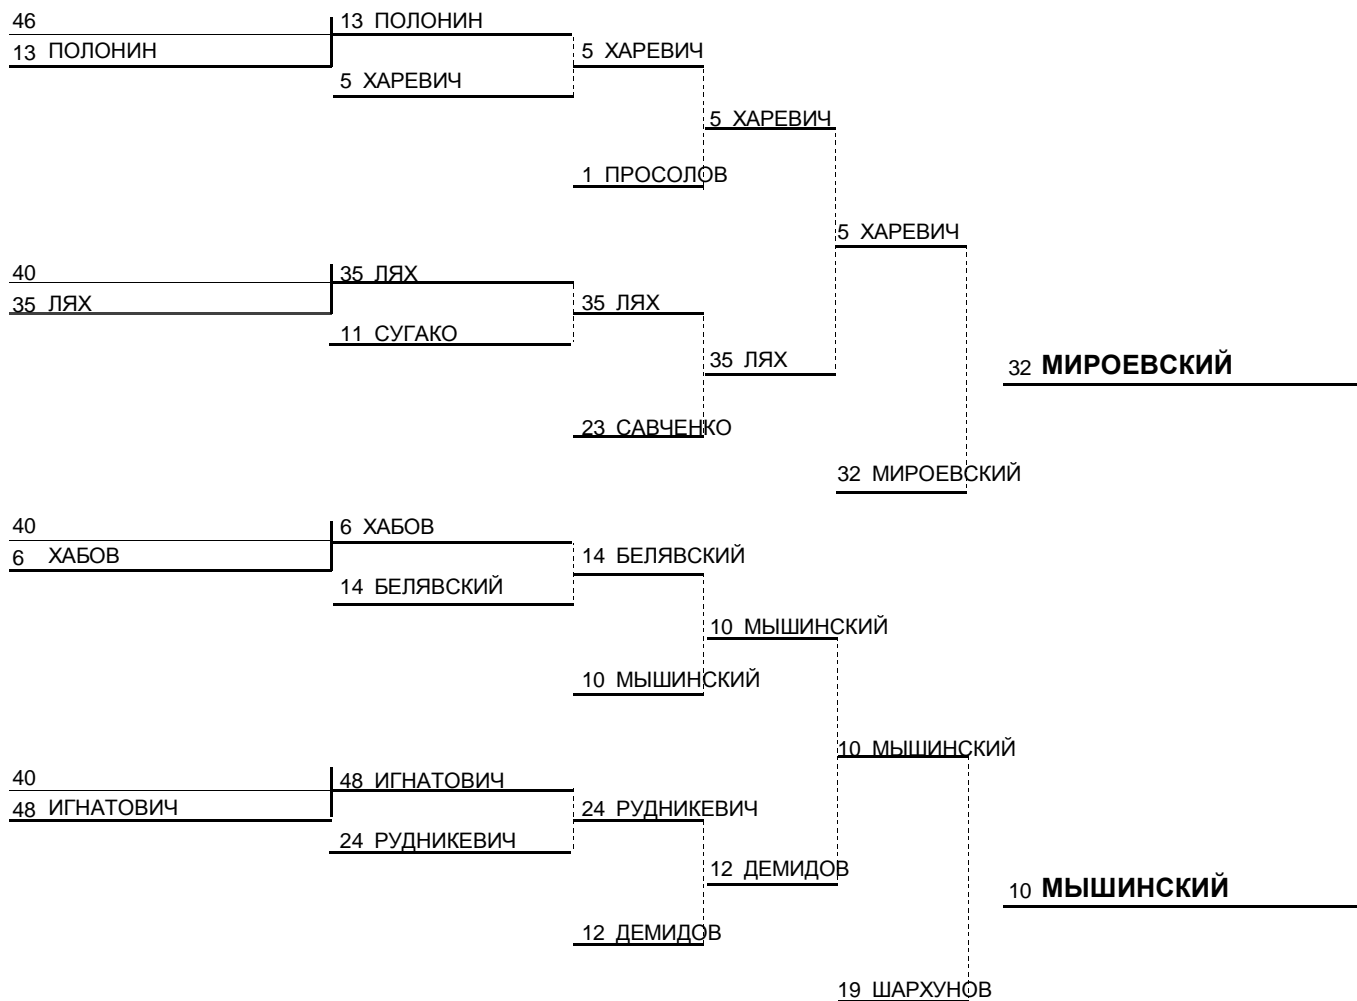 46
13 ПОЛОНИН
13 ПОЛОНИН
5 ХАРЕВИЧ
5 ХАРЕВИЧ
5 ХАРЕВИЧ
1 ПРОСОЛОВ
5 ХАРЕВИЧ
40
35 ЛЯХ
35 ЛЯХ
35 ЛЯХ
11 СУГАКО
35 ЛЯХ
32 МИРОЕВСКИЙ
23 САВЧЕНКО
32 МИРОЕВСКИЙ
40
6 ХАБОВ
6 ХАБОВ
14 БЕЛЯВСКИЙ
14 БЕЛЯВСКИЙ
10 МЫШИНСКИЙ
10 МЫШИНСКИЙ
10 МЫШИНСКИЙ
40
48 ИГНАТОВИЧ
48 ИГНАТОВИЧ
24 РУДНИКЕВИЧ
24 РУДНИКЕВИЧ
12 ДЕМИДОВ
10 МЫШИНСКИЙ
12 ДЕМИДОВ
19 ШАРХУНОВ